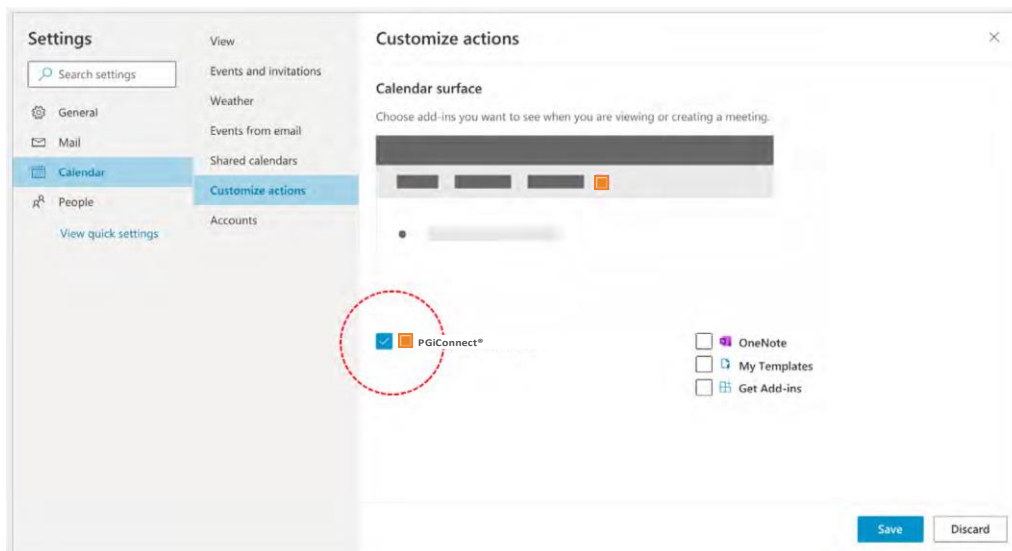 Settings
Search settings
General
Mail
Calendar
People
View quick settings
View
Events and invitations
Weather
Events from email
Shared calendars
Customize actions
Accounts
Customize actions
Calendar surface
Choose add-ins you want to see when you are viewing or creating a meeting.
PGiConnect®
OneNote
My Templates
Get Add-ins
Save
Discard